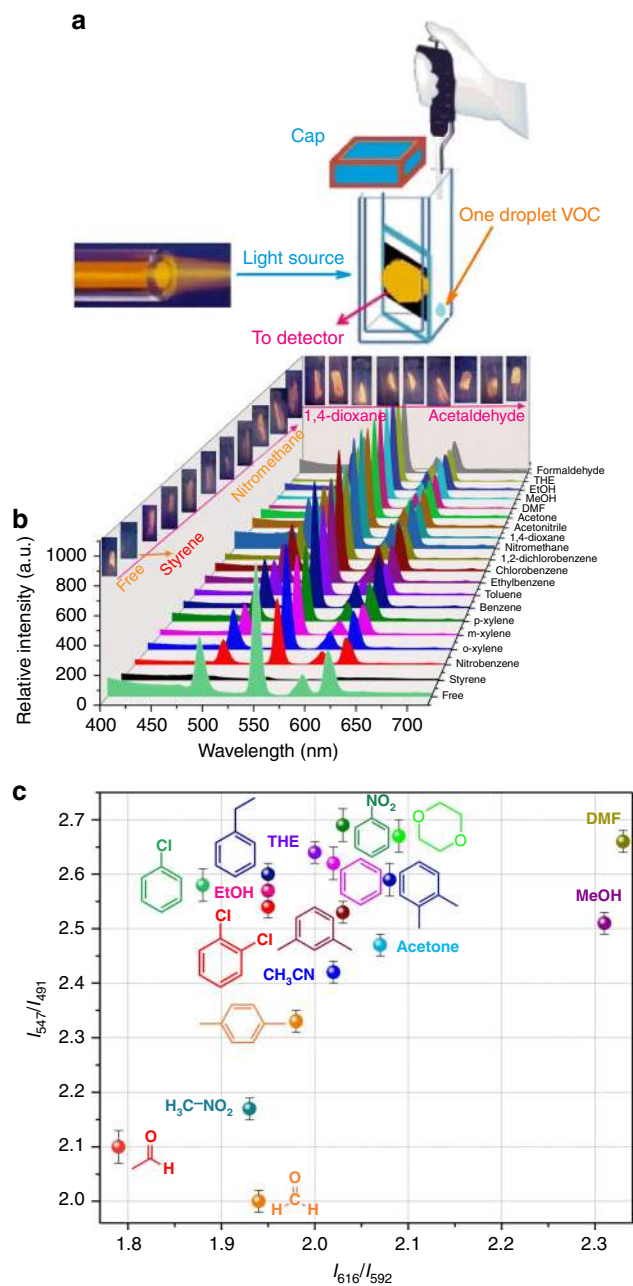 a
Cap
One droplet VOC
Light source
To detector
1,4-dioxane
Acetaldehyde
Nitromethane
Styrene
Free
b
Relative intensity (a.u.)
1000
800
600
400
200
0
400
450
500
550
600
650
700
Wavelength (nm)
Formaldehyde
THE
EtOH
MeOH
DMF
Acetone
Acetonitrile
1,4-dioxane
Nitromethane
1,2-dichlorobenzene
Chlorobenzene
Ethylbenzene
Toluene
Benzene
p-xylene
m-xylene
o-xylene
Nitrobenzene
Styrene
Free
c
I547/I491
2.7
2.6
2.5
2.4
2.3
2.2
2.1
2.0
Cl
THE
NO2
O
O
DMF
EtOH
MeOH
Cl
Cl
Acetone
CH3CN
H3C–NO2
O
H
O
C
H H
1.8
1.9
2.0
2.1
2.2
2.3
I616/I592